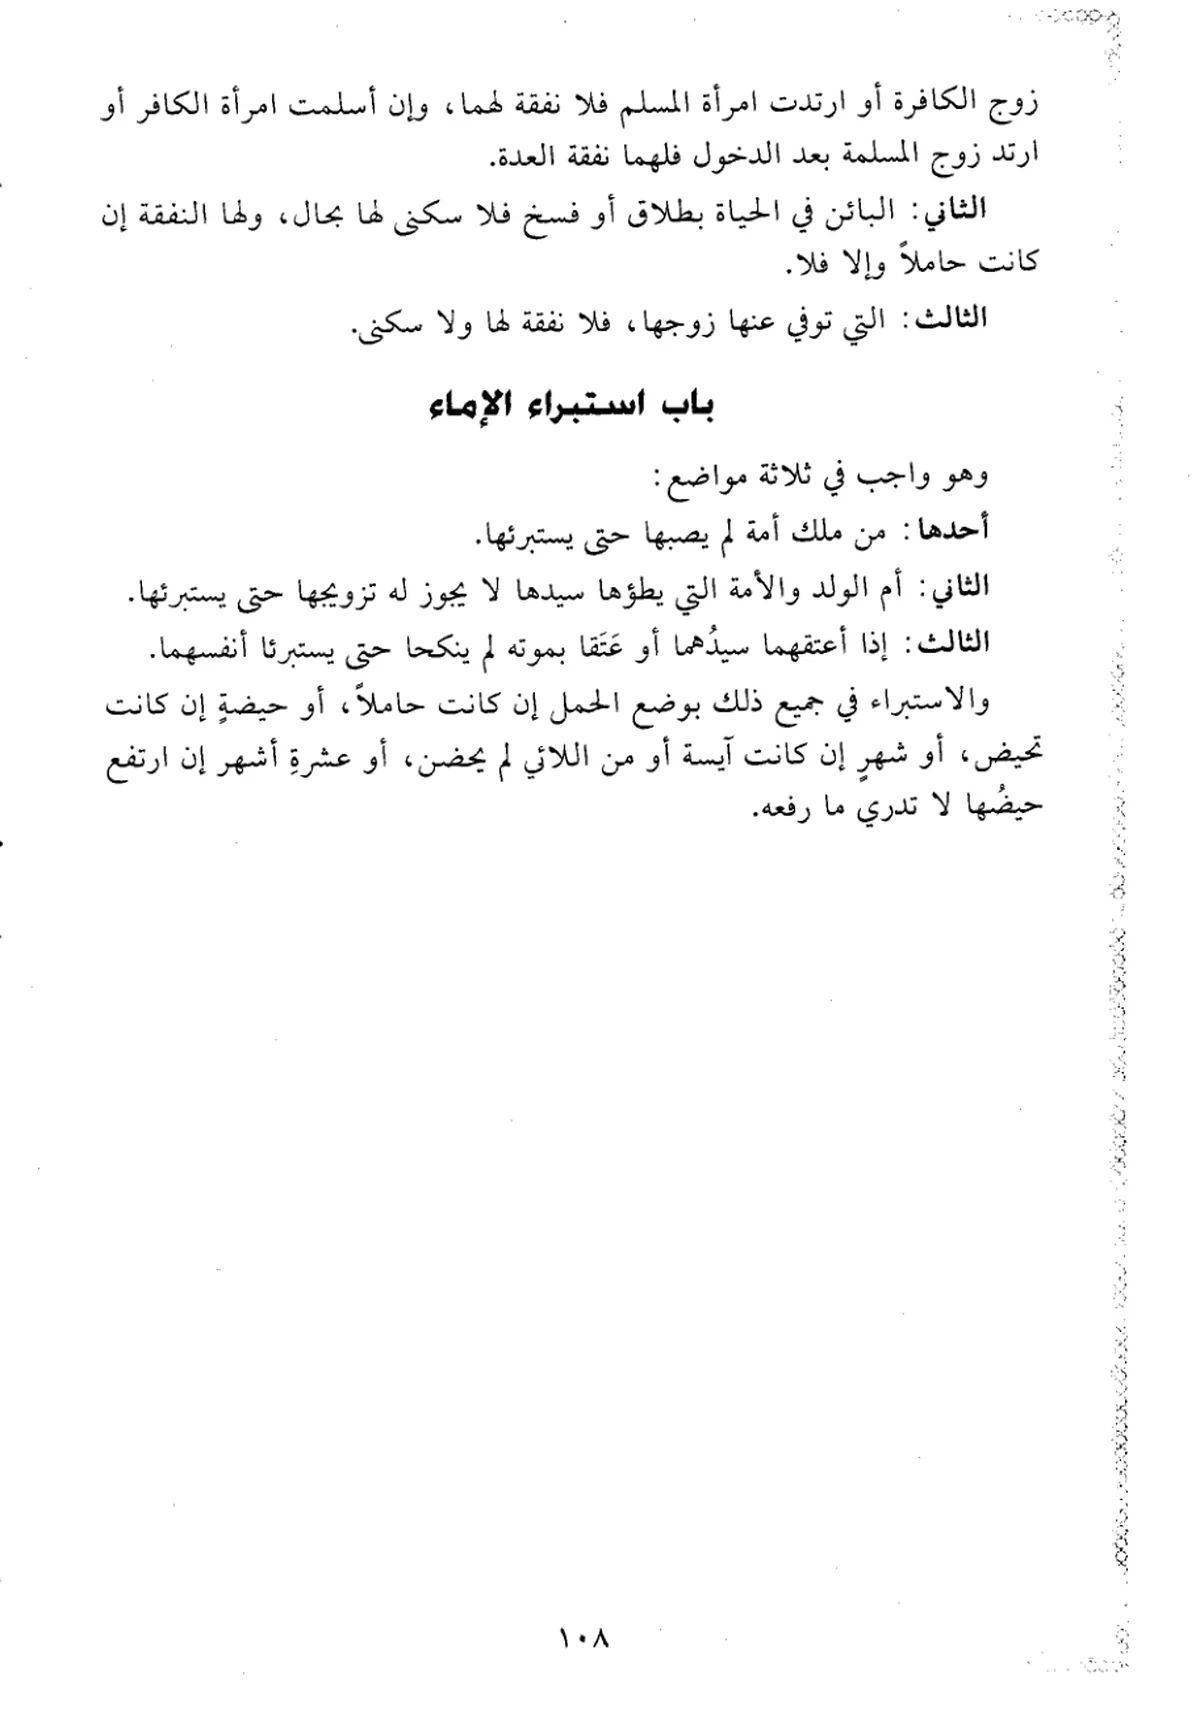 زوج الكافرة أو ارتدت امرأة المسلم فلا نفقة لهما، وإن أسلمت امرأة الكافر أو
ارتد زوج المسلمة بعد الدخول فلهما نفقة العدة.
الثاني: البائن في الحياة بطلاق أو فسخ فلا سكنى لها بحال، ولها النفقة إن
كانت حاملاً وإلا فلا.
الثالث: التي توفي عنها زوجها، فلا نفقة لها ولا سكنى.
باب استبراء الإماء
وهو واجب في ثلاثة مواضع:
أحدها: من ملك أمة لم يصبها حتى يستبرئها.
الثاني: أم الولد والأمة التي يطؤها سيدها لا يجوز له تزويجها حتى يستبرئها.
الثالث: إذا أعتقهما سيدُهما أو عَتَقا بموته لم ينكحا حتى يستبرئا أنفسهما.
والاستبراء في جميع ذلك بوضع الحمل إن كانت حاملاً، أو حيضةٍ إن كانت
تحيض، أو شهرٍ إن كانت آيسة أو من اللائي لم يحضن، أو عشرةِ أشهر إن ارتفع
حيضُها لا تدري ما رفعه.
١٠٨